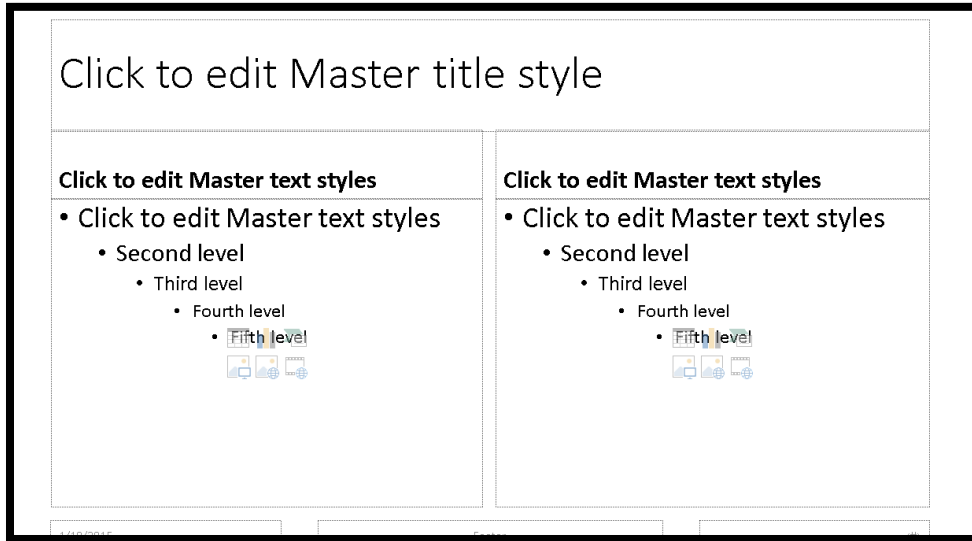 Click to edit Master title style
Click to edit Master text styles
• Click to edit Master text styles
• Second level
• Third level
• Fourth level
• Fifth level
Click to edit Master text styles
• Click to edit Master text styles
• Second level
• Third level
• Fourth level
• Fifth level